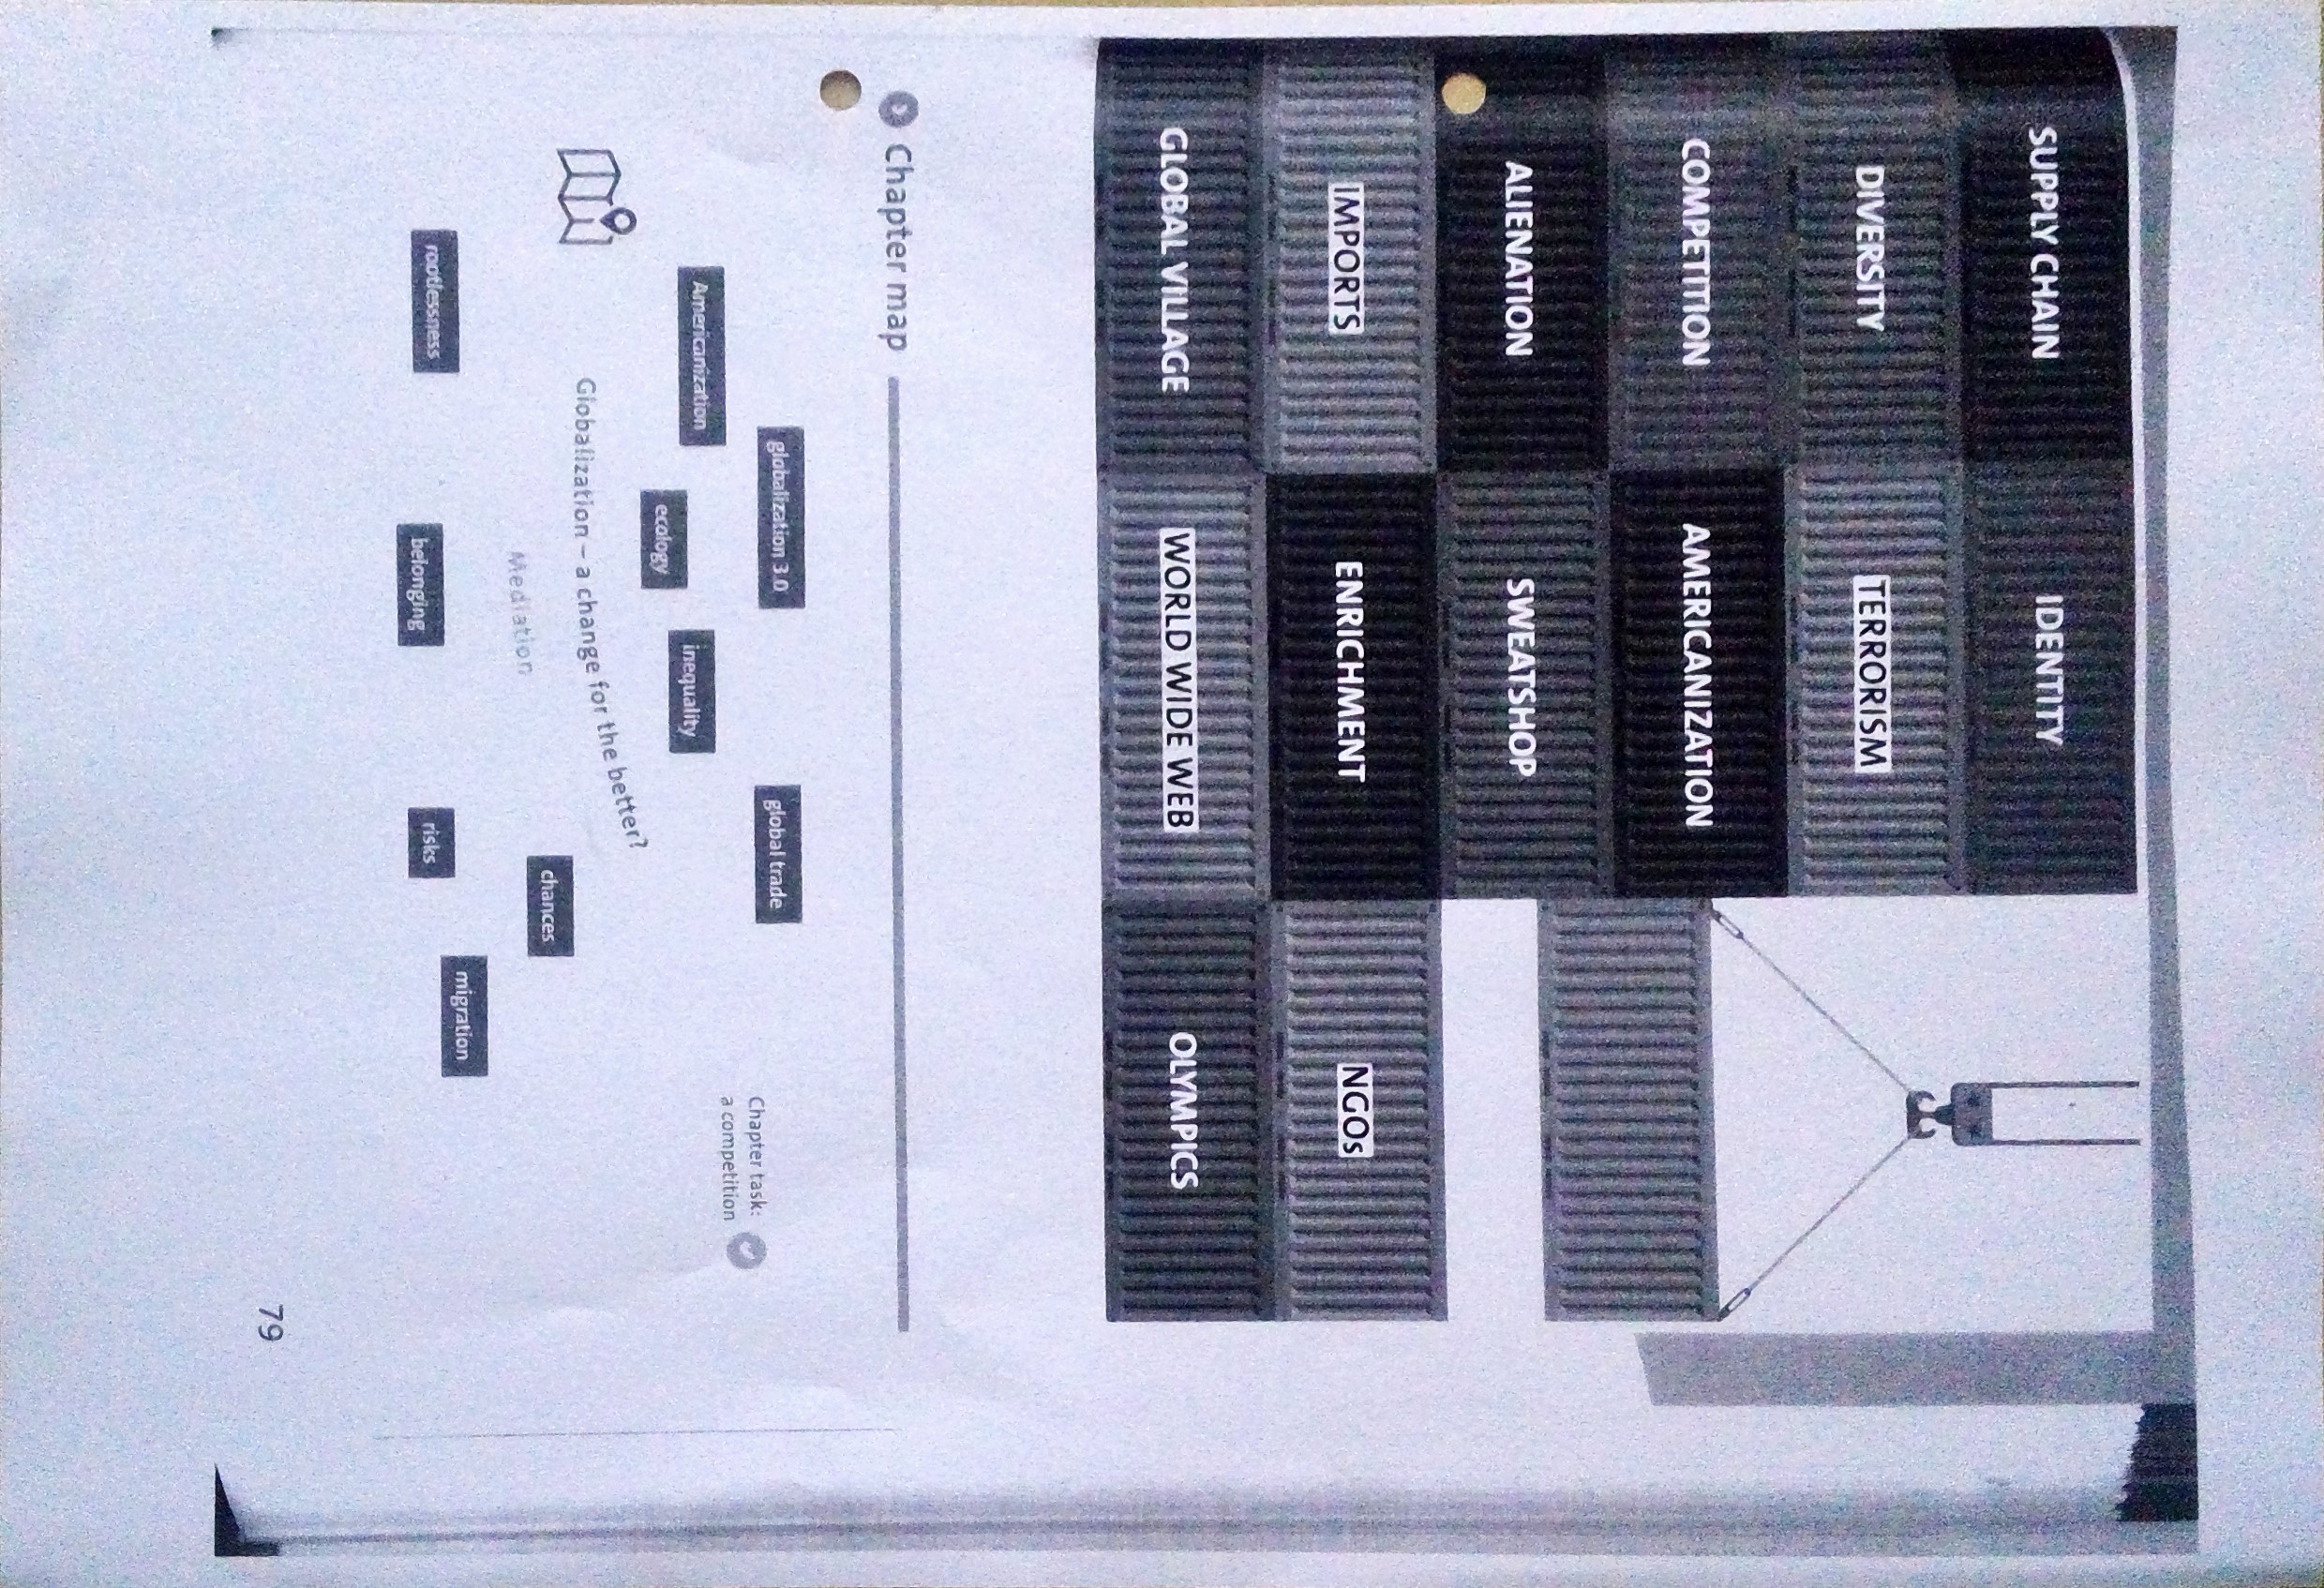 SUPPLY CHAIN
IDENTITY
DIVERSITY
TERRORISM
COMPETITION
AMERICANIZATION
ALIENATION
SWEATSHOP
IMPORTS
ENRICHMENT
NGOs
GLOBAL VILLAGE
WORLD WIDE WEB
OLYMPICS
Chapter map
globalization 3.0
global trade
Chapter task:
a competition
Americanization
inequality
ecology
Globalization – a change for the better?
chances
Mediation
migration
rootlessness
belonging
risks
79